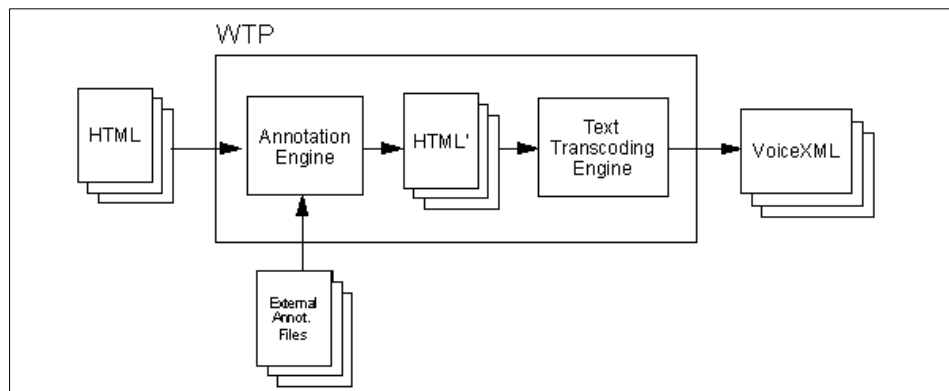 WTP
HTML
Annotation
Engine
HTML'
Text
Transcoding
Engine
VoiceXML
External
Annot.
Files